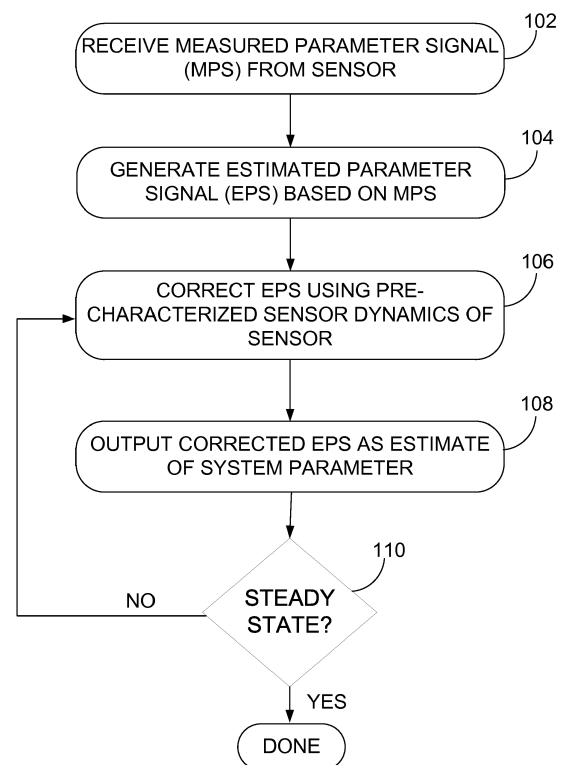 102
RECEIVE MEASURED PARAMETER SIGNAL
(MPS) FROM SENSOR
104
GENERATE ESTIMATED PARAMETER
SIGNAL (EPS) BASED ON MPS
106
CORRECT EPS USING PRE-
CHARACTERIZED SENSOR DYNAMICS OF
SENSOR
108
OUTPUT CORRECTED EPS AS ESTIMATE
OF SYSTEM PARAMETER
110
STEADY
STATE?
NO
YES
DONE